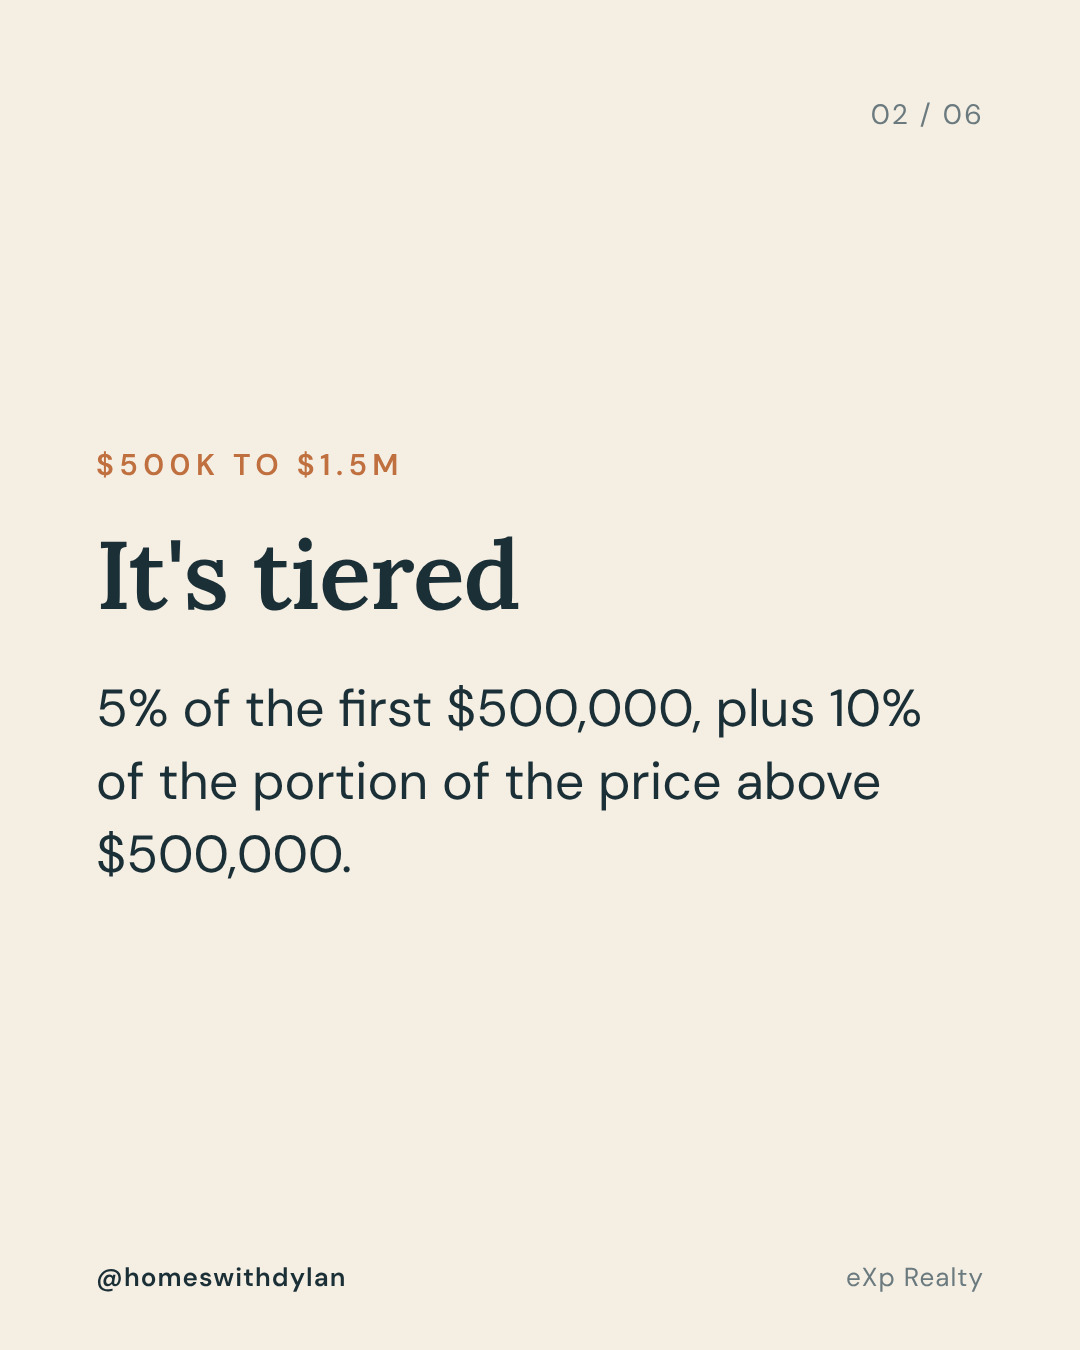 02 / 06
$500K TO $1.5M
It's tiered
5% of the first $500,000, plus 10%
of the portion of the price above
$500,000.
@homeswithdylan
eXp Realty